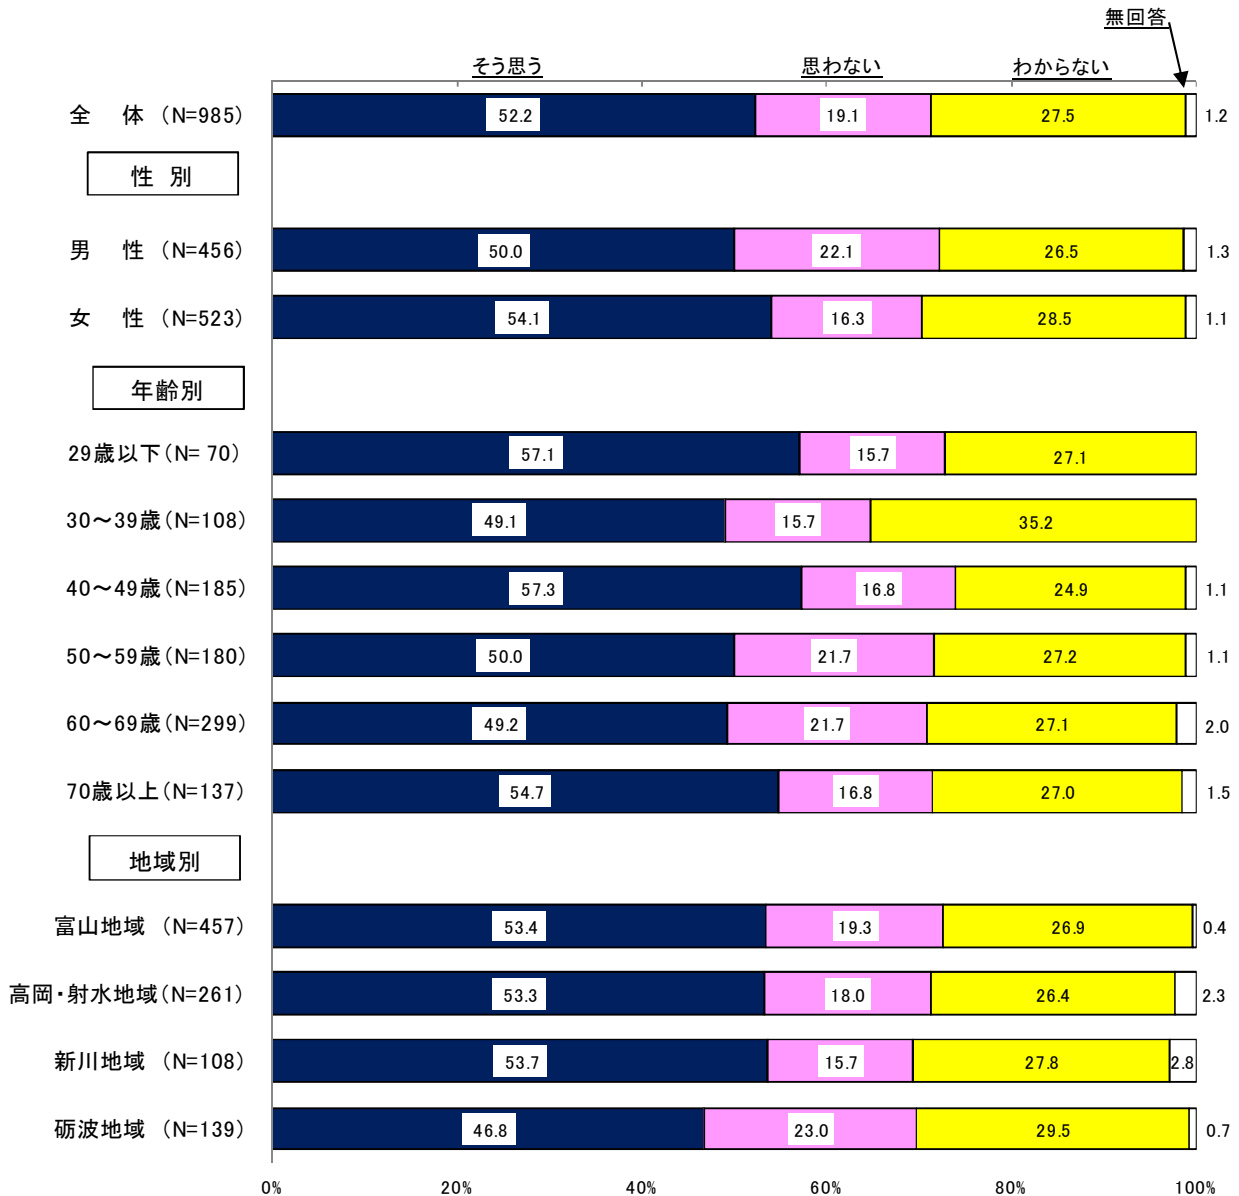 無回答
そう思う 思わない わからない
全 体 (N=985) 52.2 19.1 27.5 1.2
性 別
男 性 (N=456) 50.0 22.1 26.5 1.3
女 性 (N=523) 54.1 16.3 28.5 1.1
年齢別
29歳以下(N= 70) 57.1 15.7 27.1
30～39歳(N=108) 49.1 15.7 35.2
40～49歳(N=185) 57.3 16.8 24.9 1.1
50～59歳(N=180) 50.0 21.7 27.2 1.1
60～69歳(N=299) 49.2 21.7 27.1 2.0
70歳以上(N=137) 54.7 16.8 27.0 1.5
地域別
富山地域 (N=457) 53.4 19.3 26.9 0.4
高岡・射水地域(N=261) 53.3 18.0 26.4 2.3
新川地域 (N=108) 53.7 15.7 27.8 2.8
砺波地域 (N=139) 46.8 23.0 29.5 0.7
0% 20% 40% 60% 80% 100%